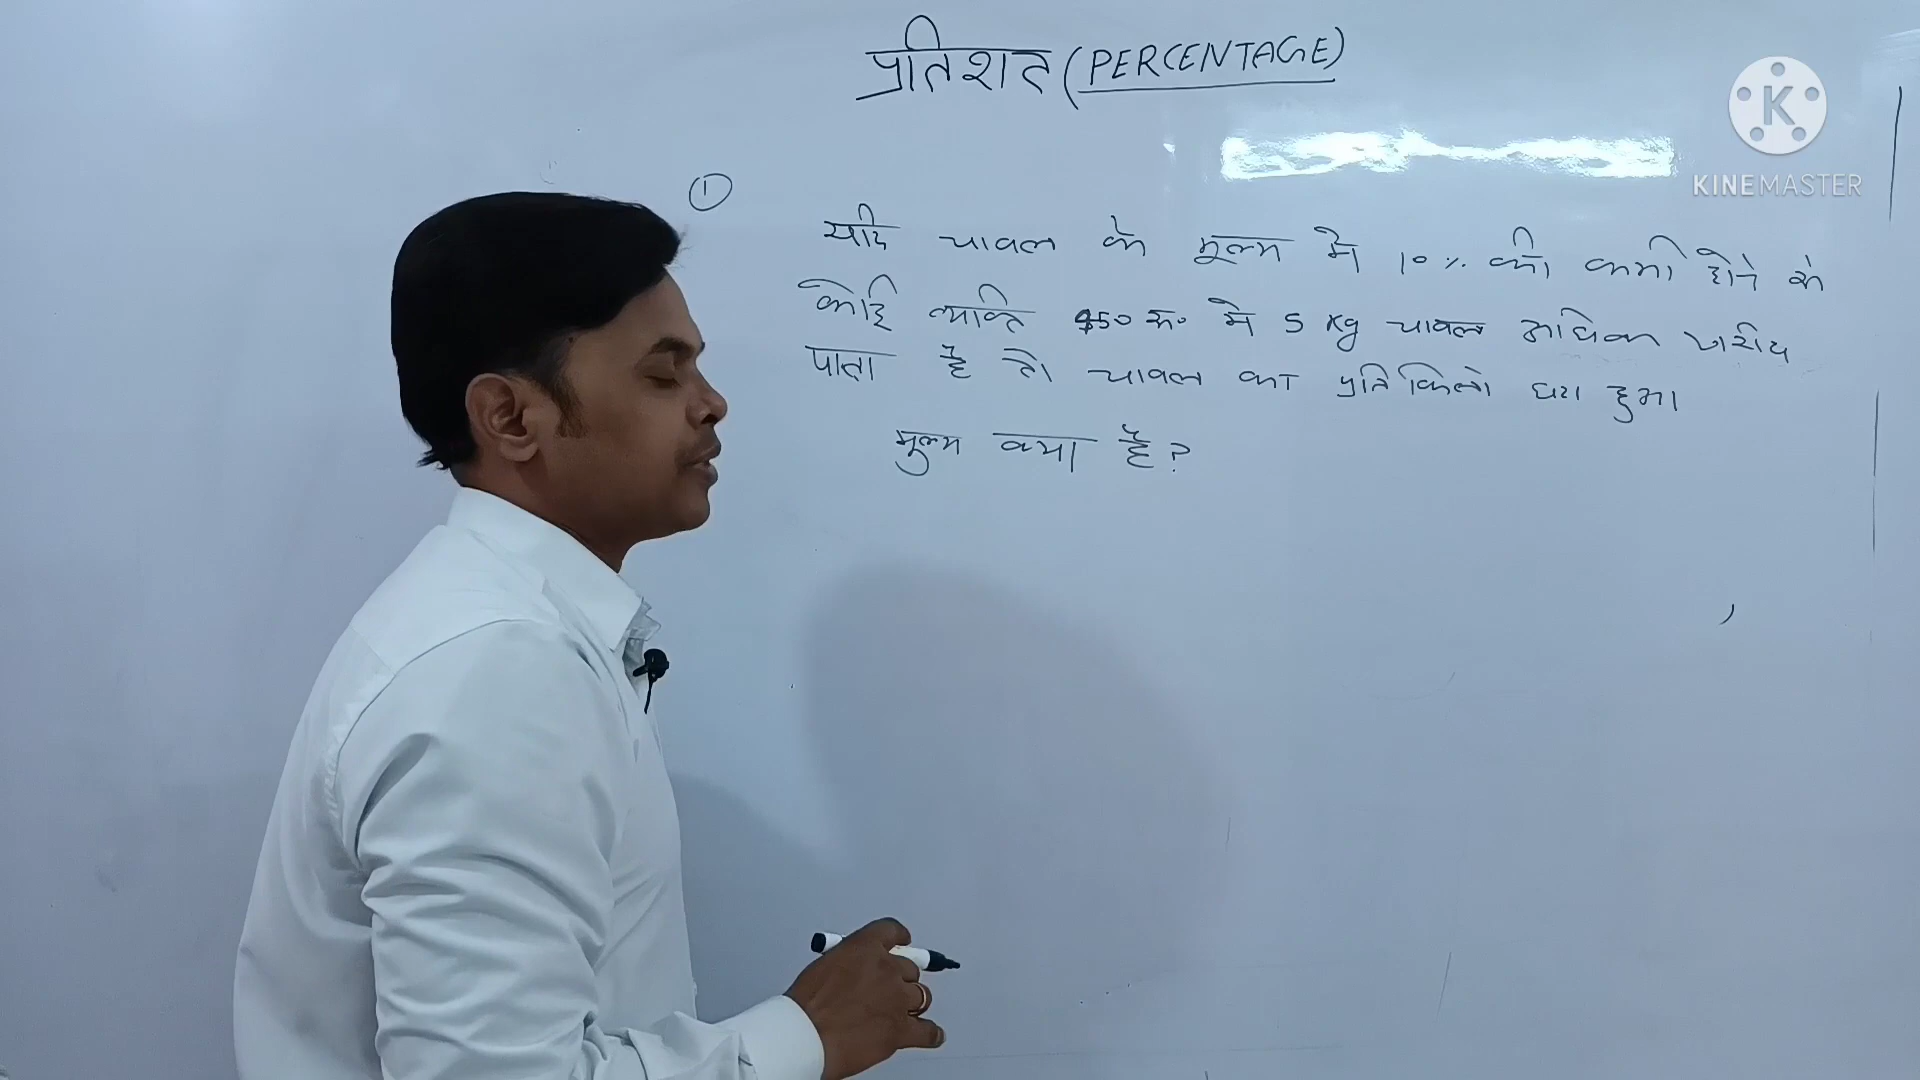 प्रतिशत (PERCENTAGE)
K
KINEMASTER
①
यदि चावल के मूल्य मे 10% की कमी होने से
कोई व्यक्ति 450 रू० मे 5 Kg चावल अधिक खरीद
पाता है तो चावल का प्रति किलो घटा हुआ
मूल्य क्या है?